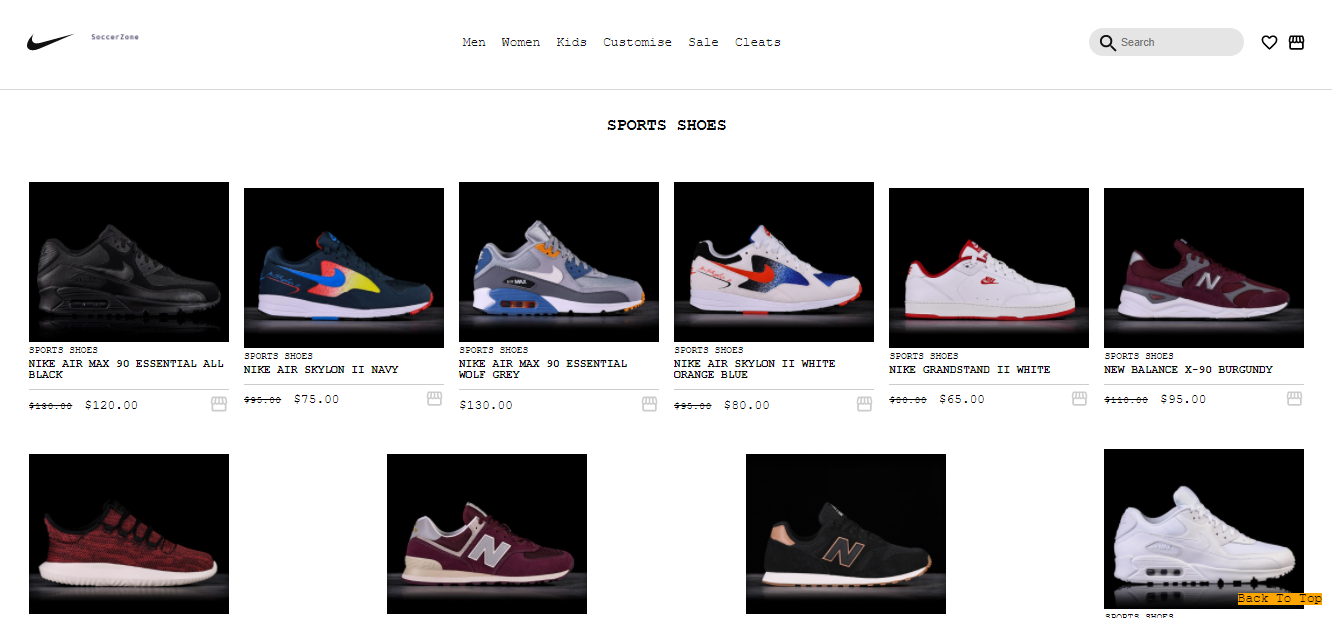 SoccerZone
Men Women Kids Customise Sale Cleats
Search
SPORTS SHOES
SPORTS SHOES
NIKE AIR MAX 90 ESSENTIAL ALL
BLACK
$130.00 $120.00
SPORTS SHOES
NIKE AIR SKYLON II NAVY
$95.00 $75.00
SPORTS SHOES
NIKE AIR MAX 90 ESSENTIAL
WOLF GREY
$130.00
SPORTS SHOES
NIKE AIR SKYLON II WHITE
ORANGE BLUE
$95.00 $80.00
SPORTS SHOES
NIKE GRANDSTAND II WHITE
$65.00
SPORTS SHOES
NEW BALANCE X-90 BURGUNDY
$110.00 $95.00
SPORTS SHOES
Back To Top